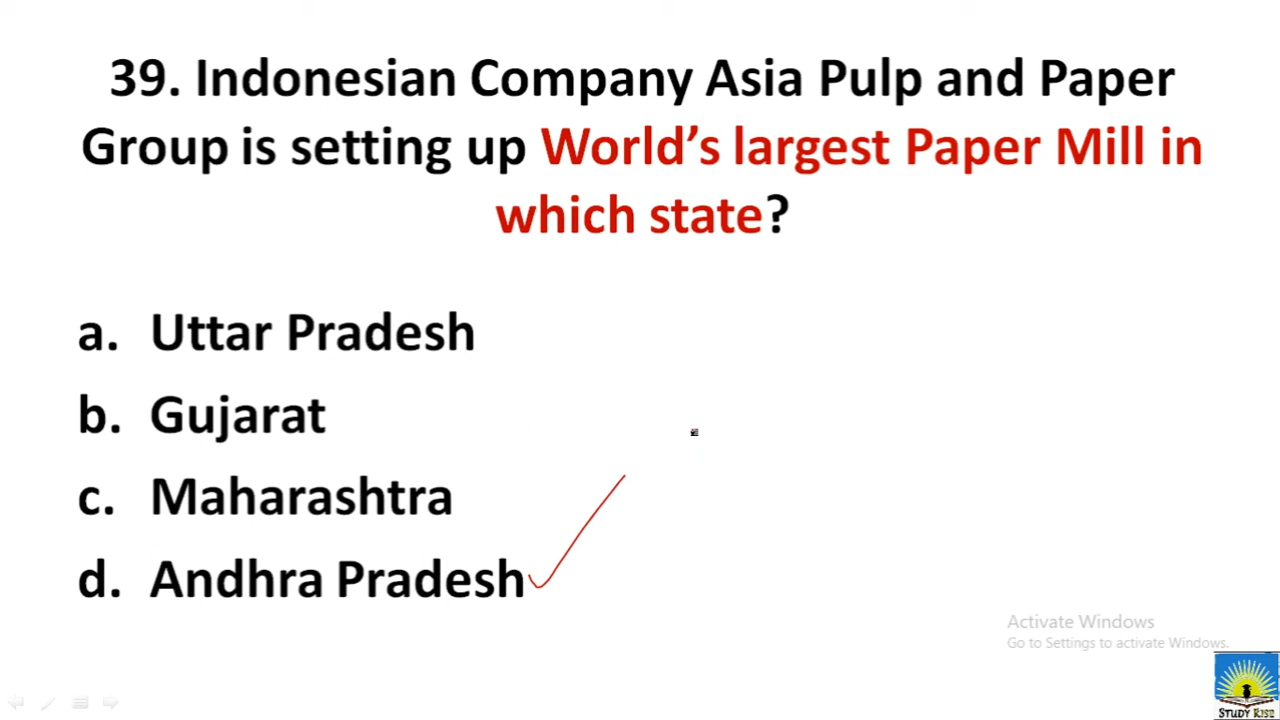 39. Indonesian Company Asia Pulp and Paper
Group is setting up World’s largest Paper Mill in
which state?
a. Uttar Pradesh
b. Gujarat
c. Maharashtra
d. Andhra Pradesh
Activate Windows
Go to Settings to activate Windows.
STUDY RISE